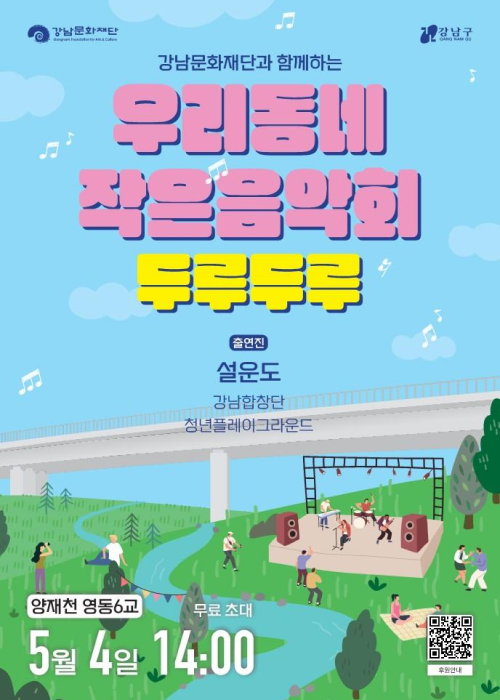 강남문화재단
강남구
GANGNAM GU
강남문화재단과 함께하는
우리동네
작은음악회
두루두루
출연진
설운도
강남합창단
청년플레이그라운드
양재천 영동6교
무료 초대
5월 4일 14:00
후원안내